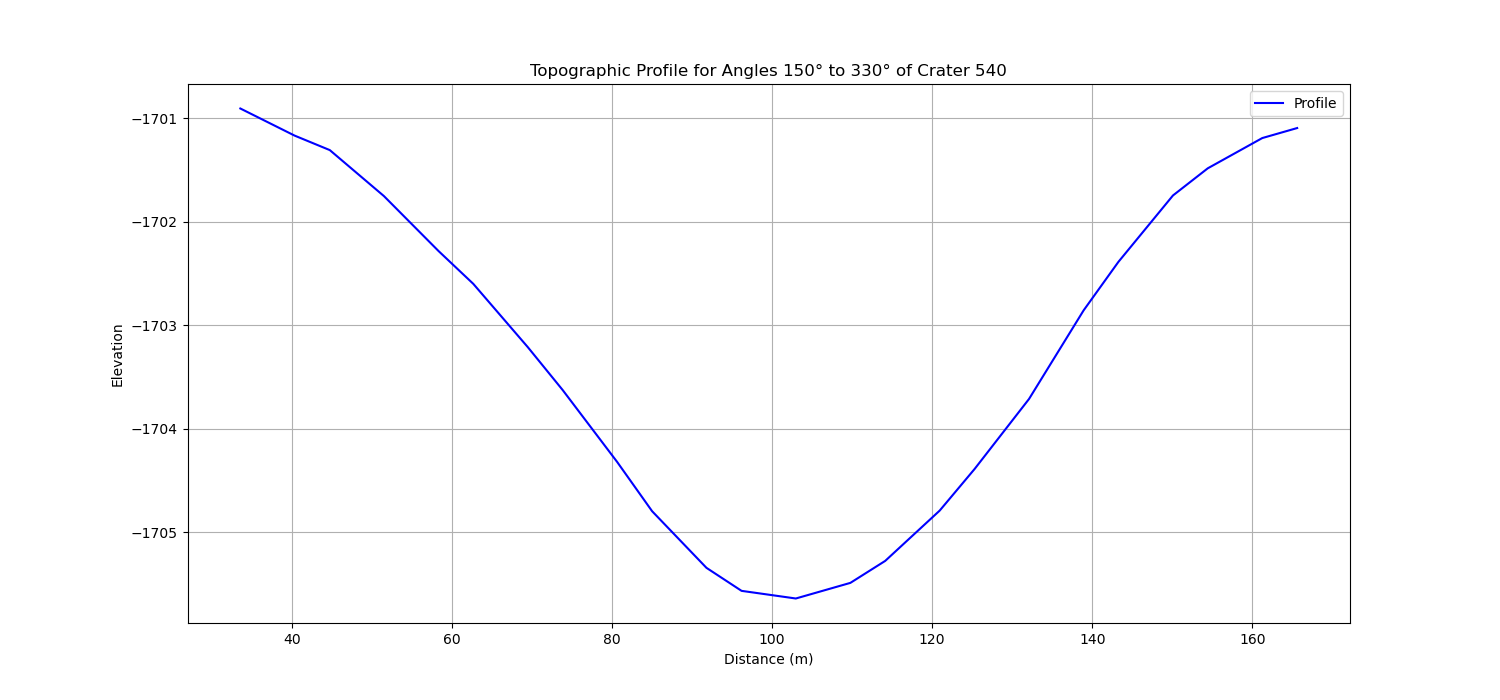 Topographic Profile for Angles 150° to 330° of Crater 540
Profile
−1701
−1702
−1703
−1704
−1705
Elevation
40 60 80 100 120 140 160
Distance (m)